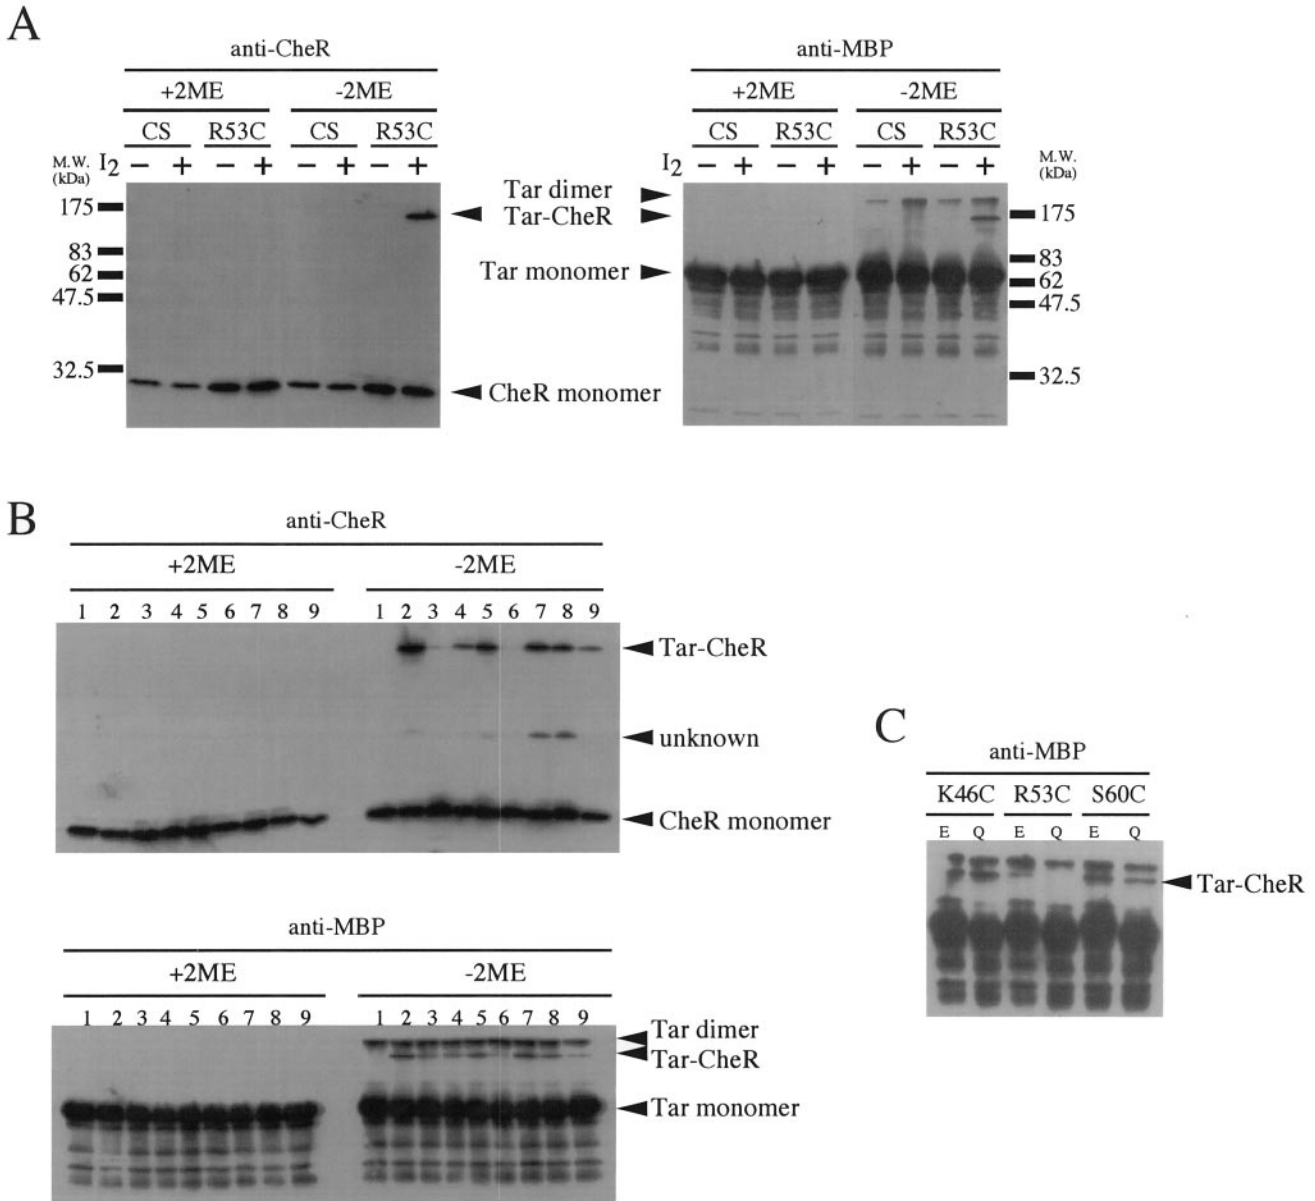 A
anti-CheR
+2ME -2ME
CS R53C CS R53C
M.W. (kDa) I2 − + − + − + − +
175
83
62
47.5
32.5
Tar dimer
Tar-CheR
Tar monomer
CheR monomer
anti-MBP
+2ME -2ME
CS R53C CS R53C
I2 − + − + − + − + M.W. (kDa)
175
83
62
47.5
32.5
B
anti-CheR
+2ME -2ME
1 2 3 4 5 6 7 8 9 1 2 3 4 5 6 7 8 9
Tar-CheR
unknown
CheR monomer
anti-MBP
+2ME -2ME
1 2 3 4 5 6 7 8 9 1 2 3 4 5 6 7 8 9
Tar dimer
Tar-CheR
Tar monomer
C
anti-MBP
K46C R53C S60C
E Q E Q E Q
Tar-CheR